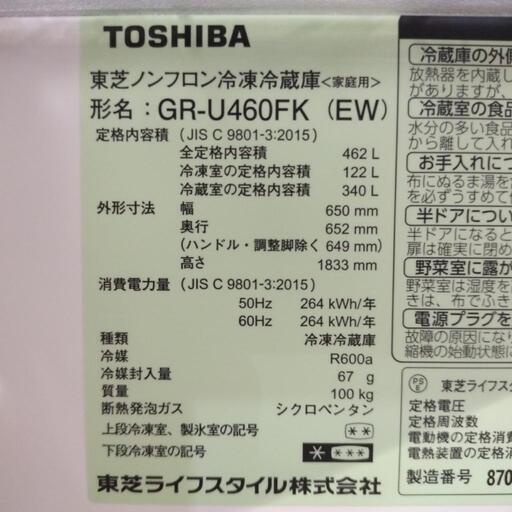 TOSHIBA
東芝ノンフロン冷凍冷蔵庫<家庭用>
形名：GR-U460FK (EW)
定格内容積 (JIS C 9801-3:2015)
全定格内容積 462 L
冷凍室の定格内容積 122 L
冷蔵室の定格内容積 340 L
外形寸法 幅 650 mm
奥行 652 mm
(ハンドル・調整脚除く 649 mm)
高さ 1833 mm
消費電力量 (JIS C 9801-3:2015)
50Hz 264 kWh/年
60Hz 264 kWh/年
種類 冷凍冷蔵庫
冷媒 R600a
冷媒封入量 67 g
質量 100 kg
断熱発泡ガス シクロペンタン
上段冷凍室、製氷室の記号 **
下段冷凍室の記号 ****
東芝ライフスタイル株式会社
冷蔵庫の外側
放熱器を内蔵し
がありますが、
冷蔵室の食品
水分の多い食品
から離して入れ
お手入れにつ
布にぬるま湯を
を必ずうすめて
半ドアについ
半ドアになると
扉は確実に閉め
野菜室に露が
野菜室は湿度を
きは、布でふき
電源プラグを
故障の原因になり
縮機の始動状態に
PS E 東芝ライフス
定格電圧
定格周波数
電動機の定格消費
電熱装置の定格消
製造番号 870